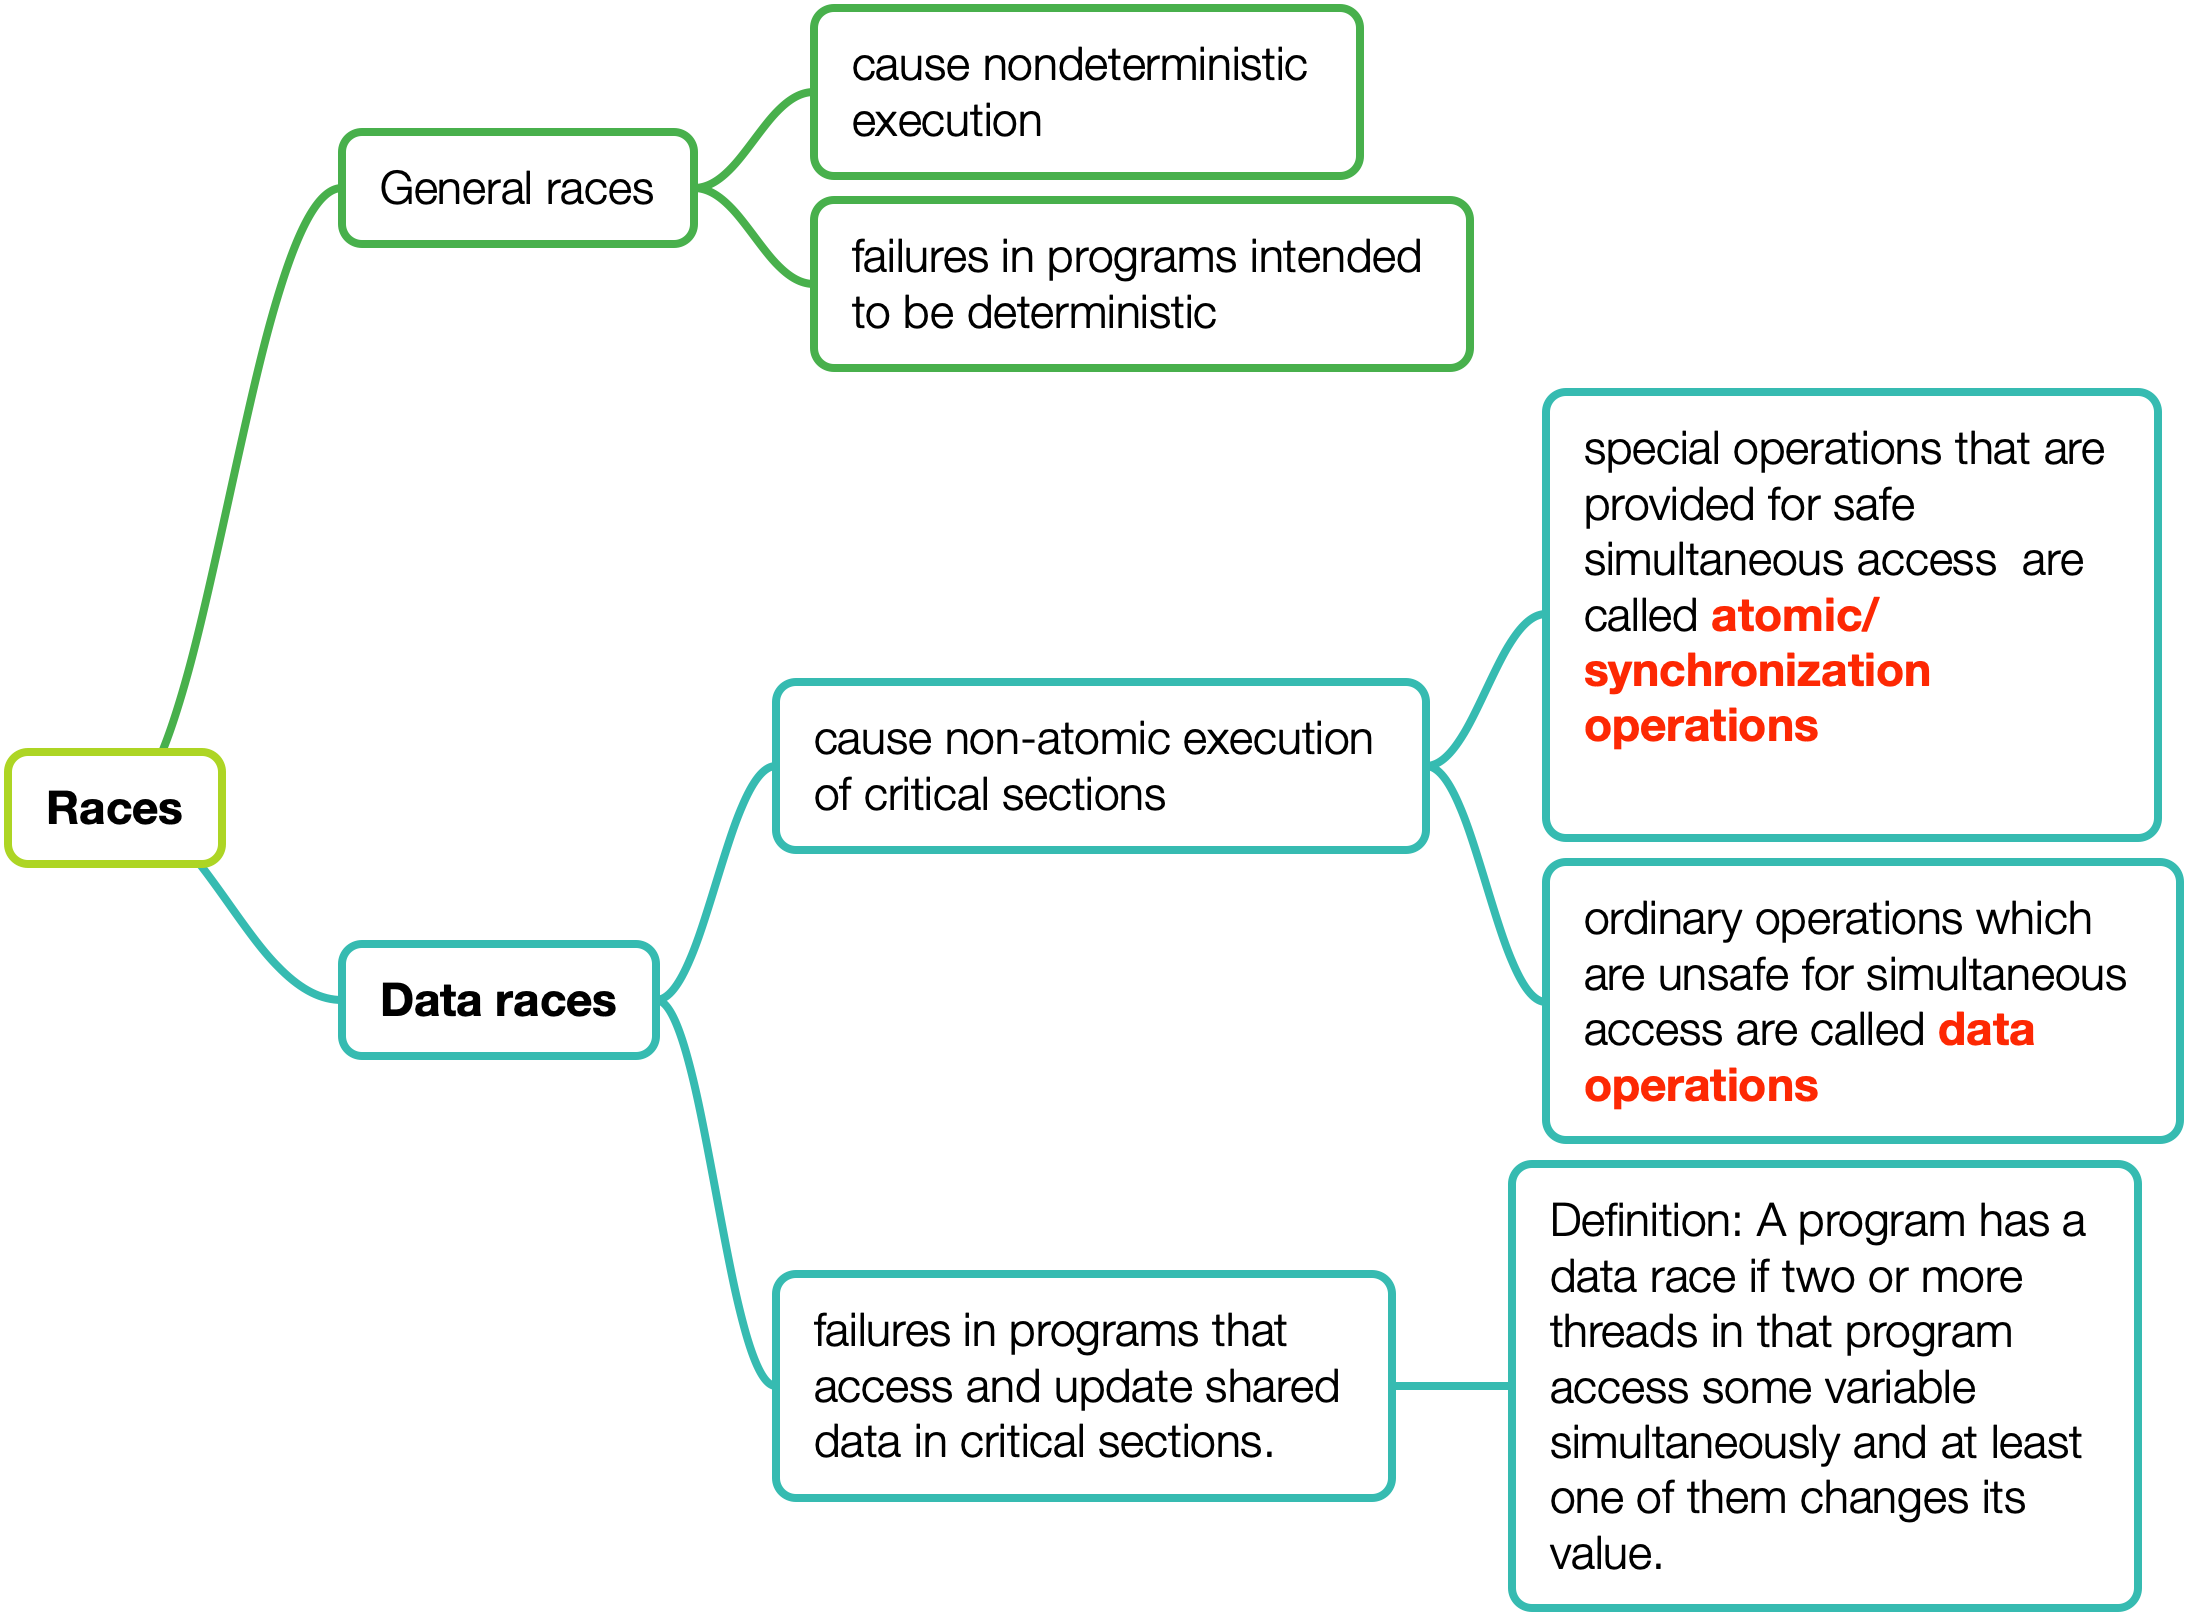 cause nondeterministic
execution
General races
failures in programs intended
to be deterministic
special operations that are
provided for safe
simultaneous access  are
called atomic/
synchronization
operations
cause non-atomic execution
of critical sections
Races
ordinary operations which
are unsafe for simultaneous
access are called data
operations
Data races
Definition: A program has a
data race if two or more
threads in that program
access some variable
simultaneously and at least
one of them changes its
value.
failures in programs that
access and update shared
data in critical sections.